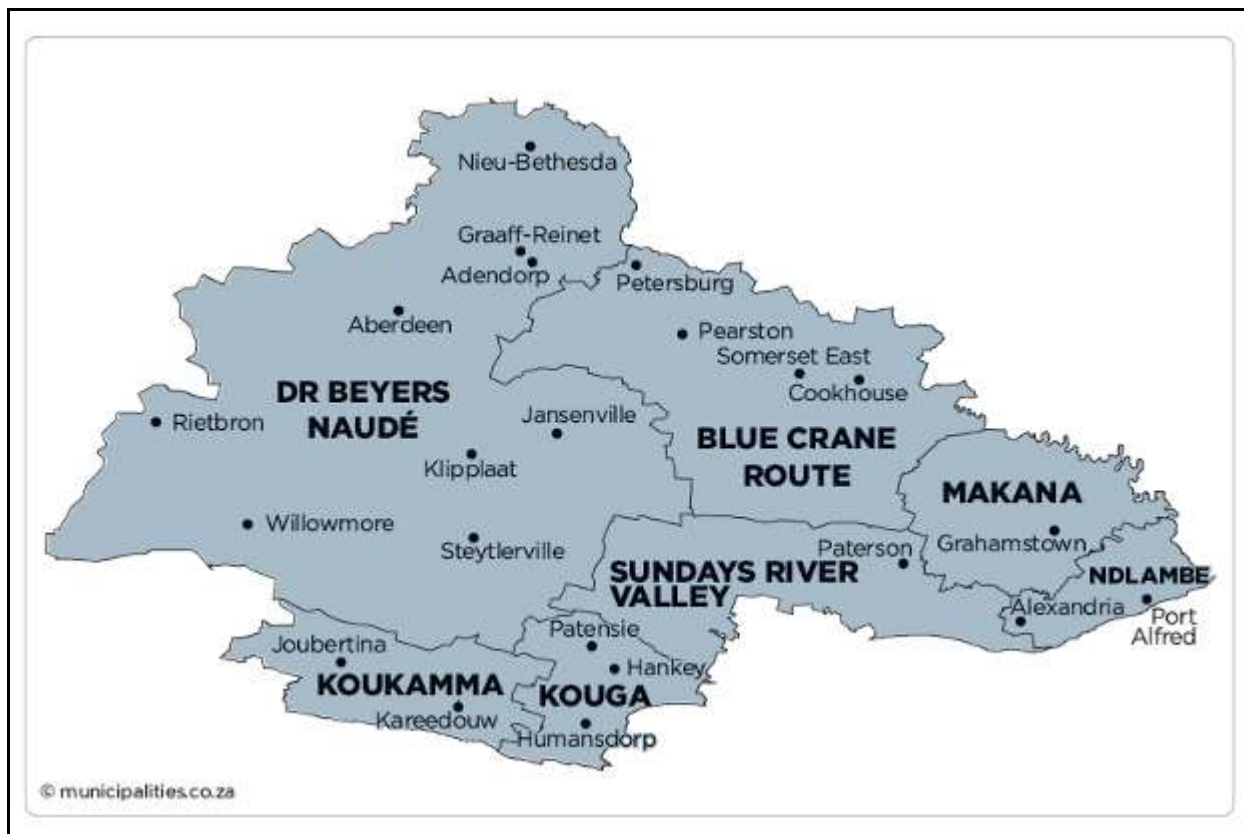 Nieu-Bethesda
Graaff-Reinet
Adendorp
Petersburg
Aberdeen
Pearston
Somerset East
Cookhouse
DR BEYERS
NAUDÉ
Rietbron
Jansenville
BLUE CRANE
ROUTE
Klipplaat
MAKANA
Willowmore
Steytlerville
Grahamstown
Paterson
SUNDAYS RIVER
VALLEY
NDLAMBE
Alexandria
Port
Alfred
Patensie
Joubertina
Hankey
KOUKAMMA
KOUGA
Kareedouw
Humansdorp
© municipalities.co.za